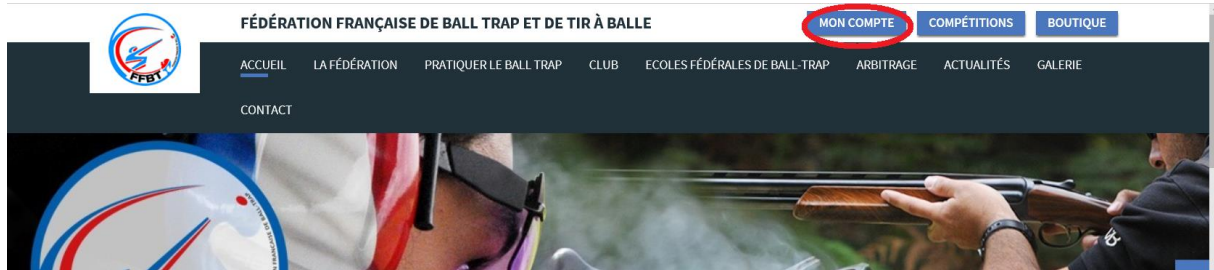 FÉDÉRATION FRANÇAISE DE BALL TRAP ET DE TIR À BALLE
MON COMPTE
COMPÉTITIONS
BOUTIQUE
FFBT
ACCUEIL
LA FÉDÉRATION
PRATIQUER LE BALL TRAP
CLUB
ECOLES FÉDÉRALES DE BALL-TRAP
ARBITRAGE
ACTUALITÉS
GALERIE
CONTACT